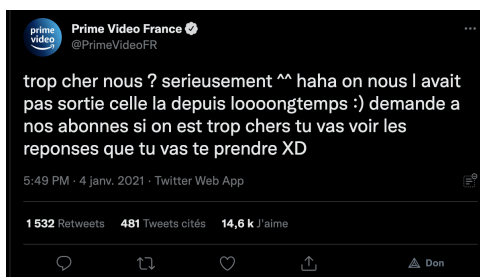 prime
video
Prime Video France
@PrimeVideoFR
trop cher nous ? serieusement ^^ haha on nous l avait
pas sortie celle la depuis loooongtemps :) demande a
nos abonnes si on est trop chers tu vas voir les
reponses que tu vas te prendre XD
5:49 PM · 4 janv. 2021 · Twitter Web App
1 532 Retweets 481 Tweets cités 14,6 k J'aime
Don